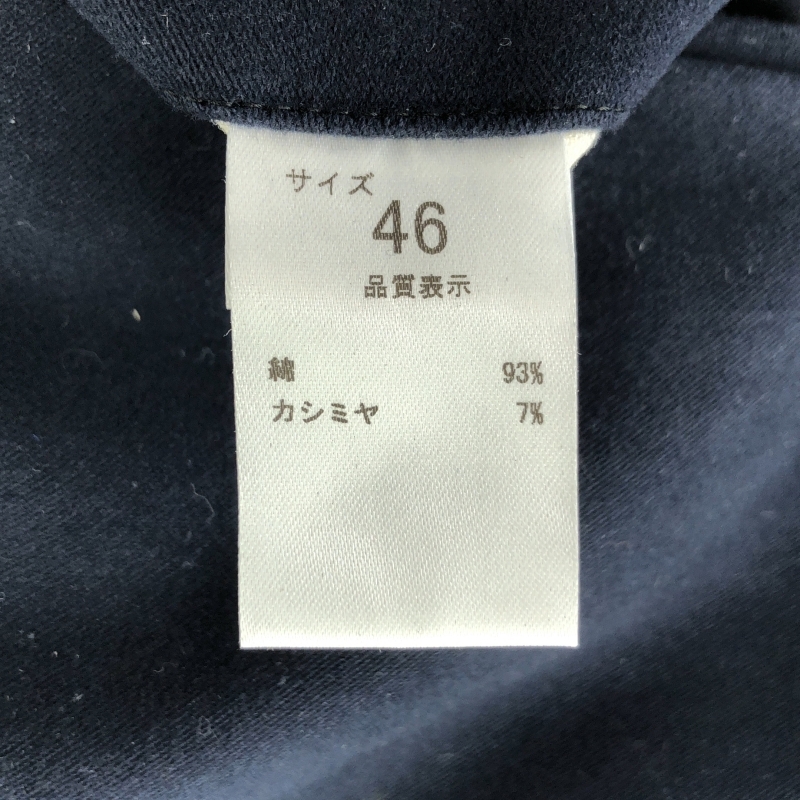 サイズ
46
品質表示
綿 93%
カシミヤ 7%